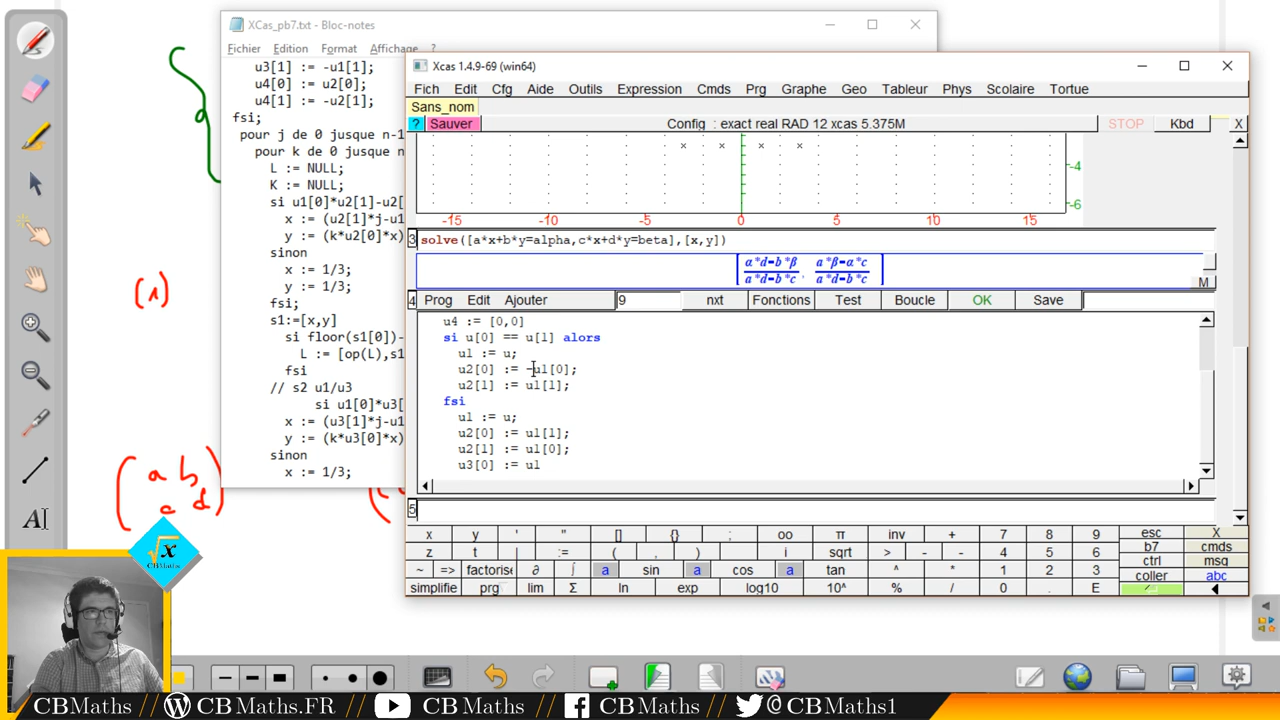 XCas_pb7.txt - Bloc-notes
Fichier Edition Format Affichage ?
u3[1] := -u1[1];
u4[0] := u2[0];
u4[1] := -u2[1];
fsi;
pour j de 0 jusque n-1
pour k de 0 jusque n
L := NULL;
K := NULL;
si u1[0]*u2[1]-u2[
x := (u2[1]*j-u1
y := (k*u2[0]*x)
sinon
x := 1/3;
y := 1/3;
fsi;
s1:=[x,y]
si floor(s1[0])-
L := [op(L),s1
fsi
// s2 u1/u3
si u1[0]*u3[
x := (u3[1]*j-u1
y := (k*u3[0]*x)
sinon
x := 1/3;
Xcas 1.4.9-69 (win64)
Fich Edit Cfg Aide Outils Expression Cmds Prg Graphe Geo Tableur Phys Scolaire Tortue
Sans_nom
? Sauver Config : exact real RAD 12 xcas 5.375M STOP Kbd X
-4
-6
-15 -10 -5 0 5 10 15
3 solve([a*x+b*y=alpha,c*x+d*y=beta],[x,y])
α*d-b*β a*β-α*c
a*d-b*c , a*d-b*c
M
4 Prog Edit Ajouter 9 nxt Fonctions Test Boucle OK Save
u4 := [0,0]
si u[0] == u[1] alors
u1 := u;
u2[0] := -u1[0];
u2[1] := u1[1];
fsi
u1 := u;
u2[0] := u1[1];
u2[1] := u1[0];
u3[0] := u1
5
x y ' " [] {} ; oo π inv + 7 8 9 esc X
z t | := ( , ) i sqrt > - - 4 5 6 b7 cmds
~ => factorise ∂ ∫ a sin a cos a tan ^ * 1 2 3 ctrl msg
simplifie prg lim Σ ln exp log10 10^ % / 0 . E coller abc
(1)
a b
c d
AI
√x
CBMaths
CBMaths CBMaths.FR CBMaths CBMaths @CBMaths1